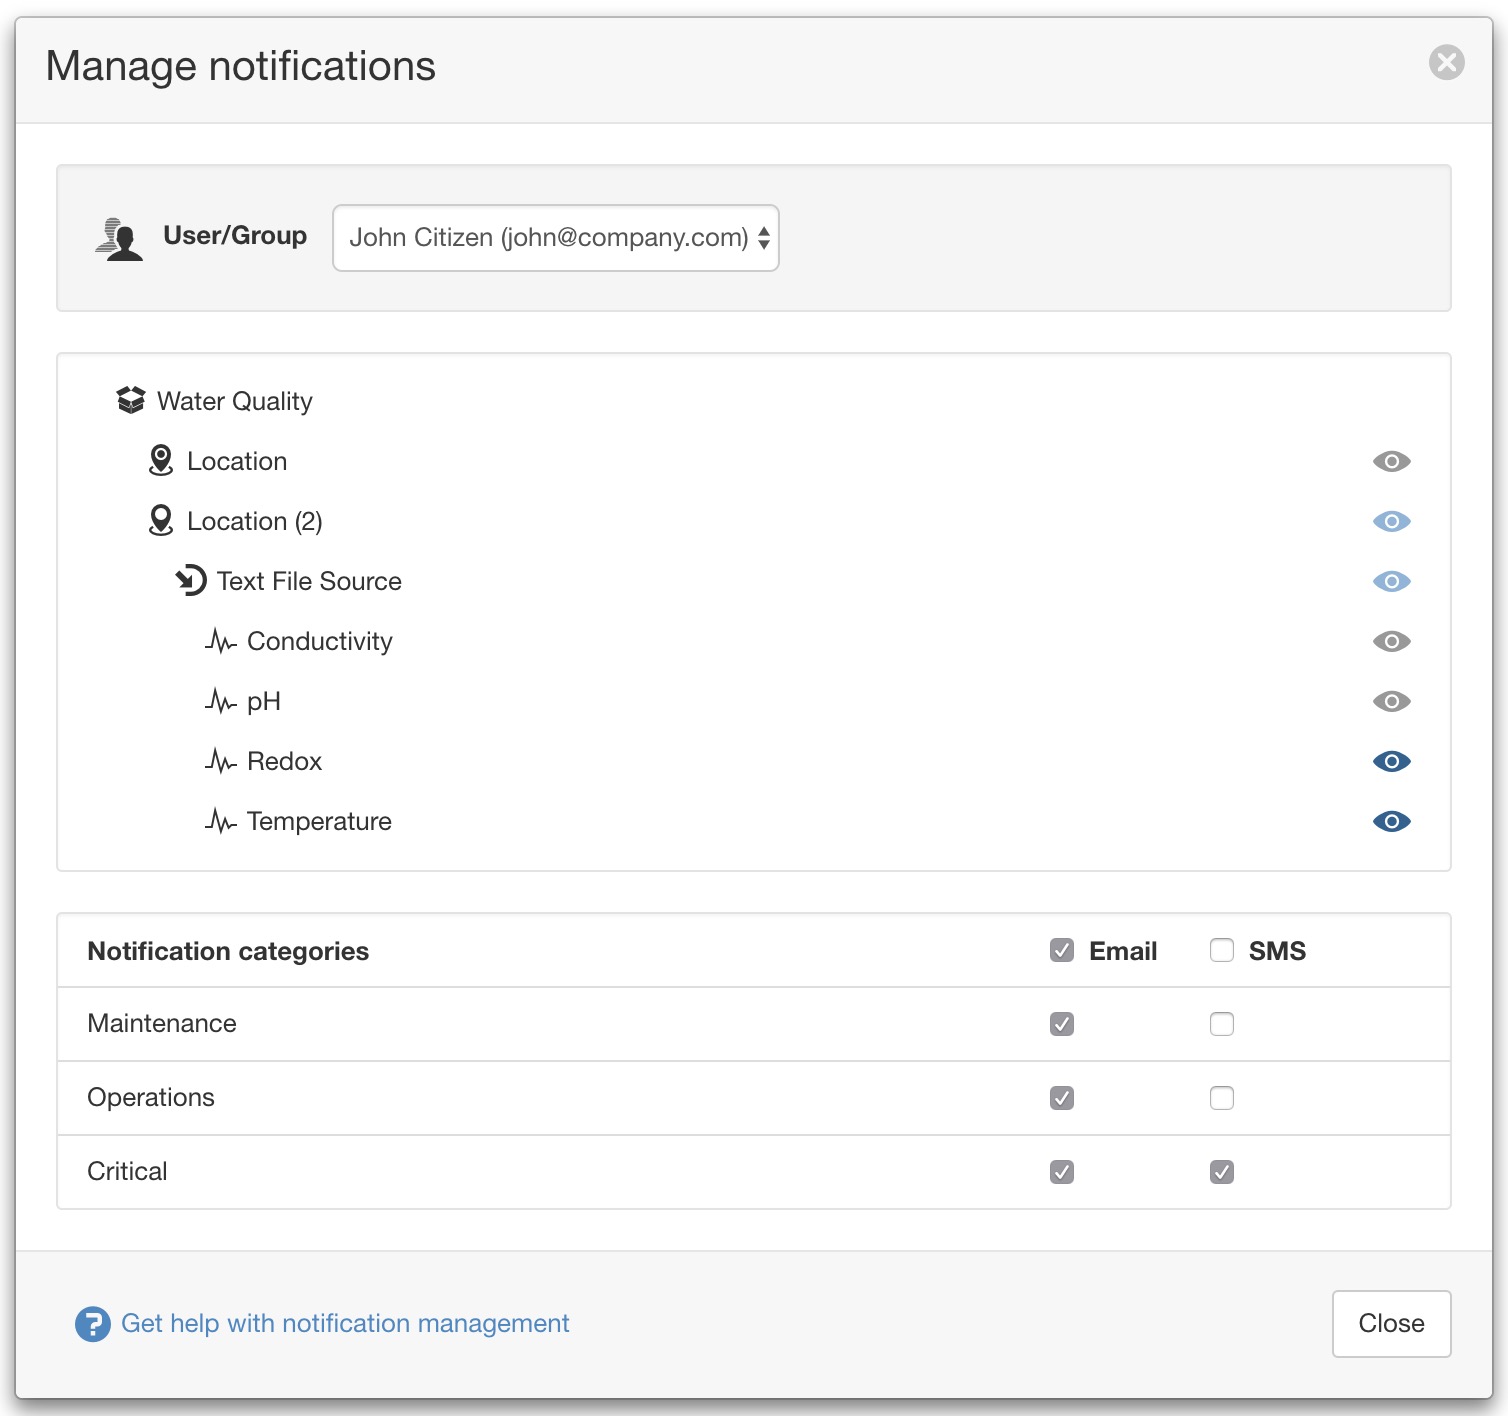 Manage notifications
User/Group John Citizen (john@company.com)
Water Quality
Location
Location (2)
Text File Source
Conductivity
pH
Redox
Temperature
Notification categories Email SMS
Maintenance
Operations
Critical
? Get help with notification management
Close